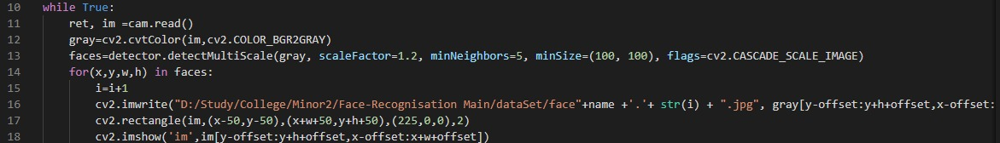 10 while True:
11 ret, im =cam.read()
12 gray=cv2.cvtColor(im,cv2.COLOR_BGR2GRAY)
13 faces=detector.detectMultiScale(gray, scaleFactor=1.2, minNeighbors=5, minSize=(100, 100), flags=cv2.CASCADE_SCALE_IMAGE)
14 for(x,y,w,h) in faces:
15 i=i+1
16 cv2.imwrite("D:/Study/College/Minor2/Face-Recognisation Main/dataSet/face"+name +'.'+ str(i) + ".jpg", gray[y-offset:y+h+offset,x-offset:
17 cv2.rectangle(im,(x-50,y-50),(x+w+50,y+h+50),(225,0,0),2)
18 cv2.imshow('im',im[y-offset:y+h+offset,x-offset:x+w+offset])